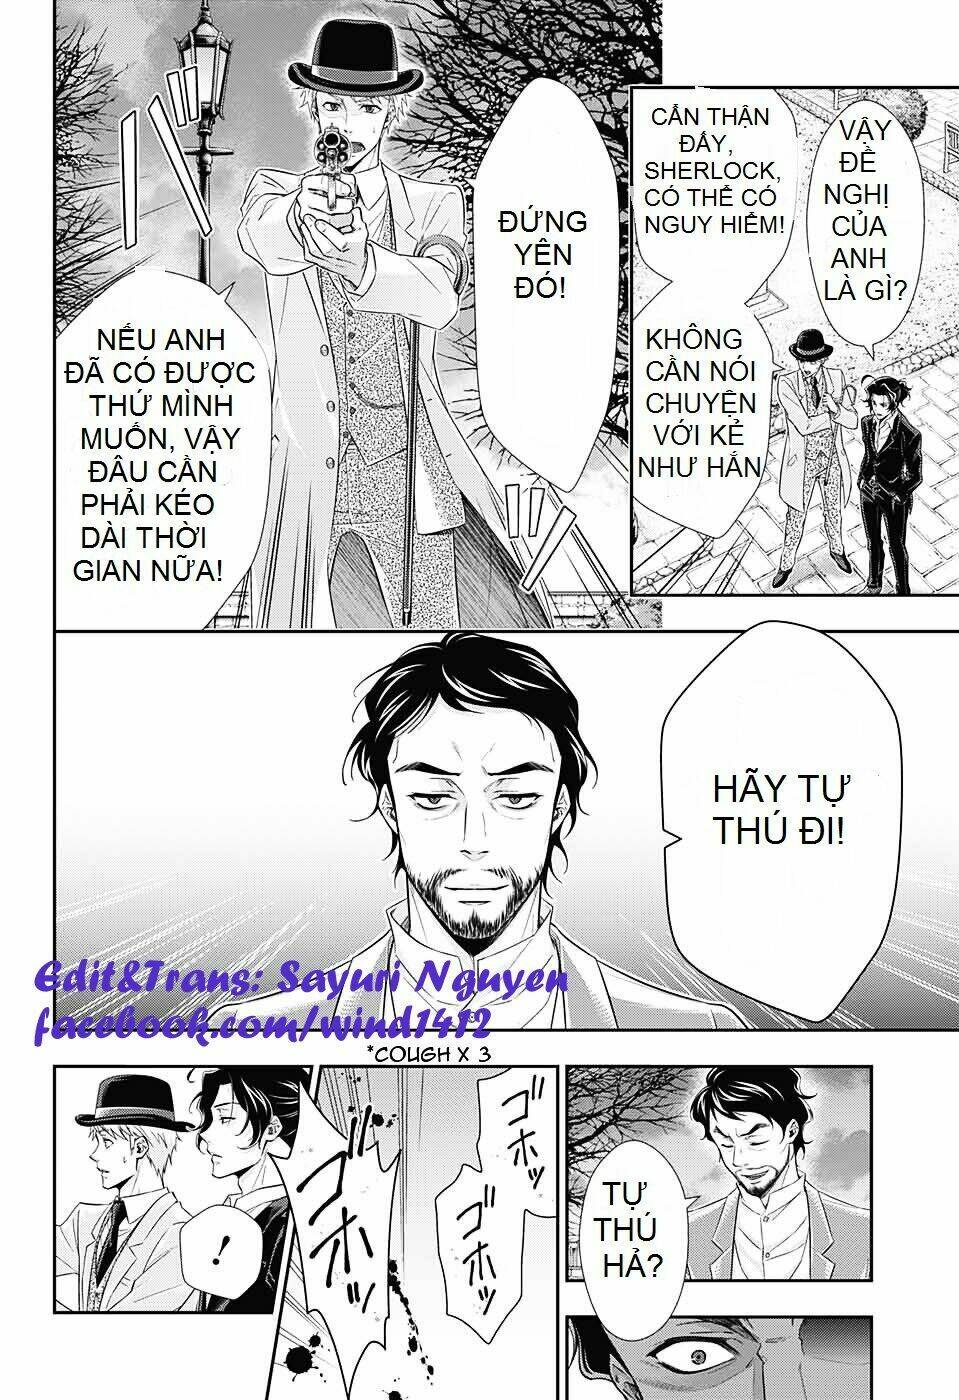 VẬY
ĐỀ
NGHỊ
CỦA
ANH
LÀ GÌ?
CẨN THẬN
ĐẤY,
SHERLOCK,
CÓ THỂ CÓ
NGUY HIỂM!
KHÔNG
CẦN NÓI
CHUYỆN
VỚI KẺ
NHƯ HẮN
ĐỨNG
YÊN
ĐÓ!
NẾU ANH
ĐÃ CÓ ĐƯỢC
THỨ MÌNH
MUỐN, VẬY
ĐÂU CẦN
PHẢI KÉO
DÀI THỜI
GIAN NỮA!
HÃY TỰ
THÚ ĐI!
Edit&Trans: Sayuri Nguyen
facebook.com/wind1412
*COUGH X 3
TỰ
THÚ
HẢ?
ゴホッ
ゴホッ
ゴホッ
!